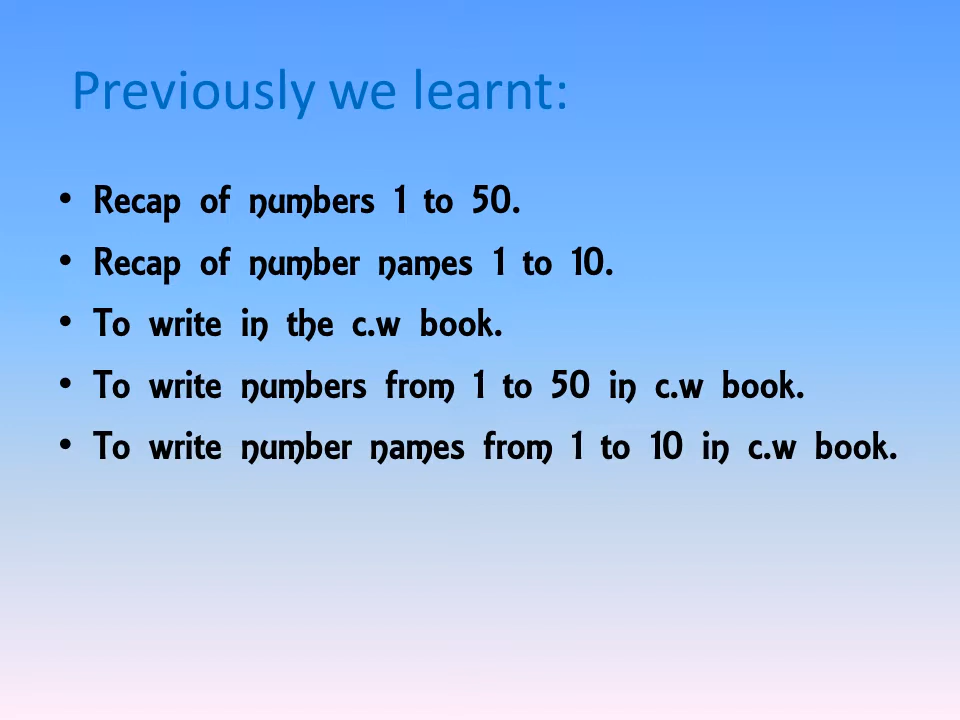 Previously we learnt:
• Recap of numbers 1 to 50.
• Recap of number names 1 to 10.
• To write in the c.w book.
• To write numbers from 1 to 50 in c.w book.
• To write number names from 1 to 10 in c.w book.